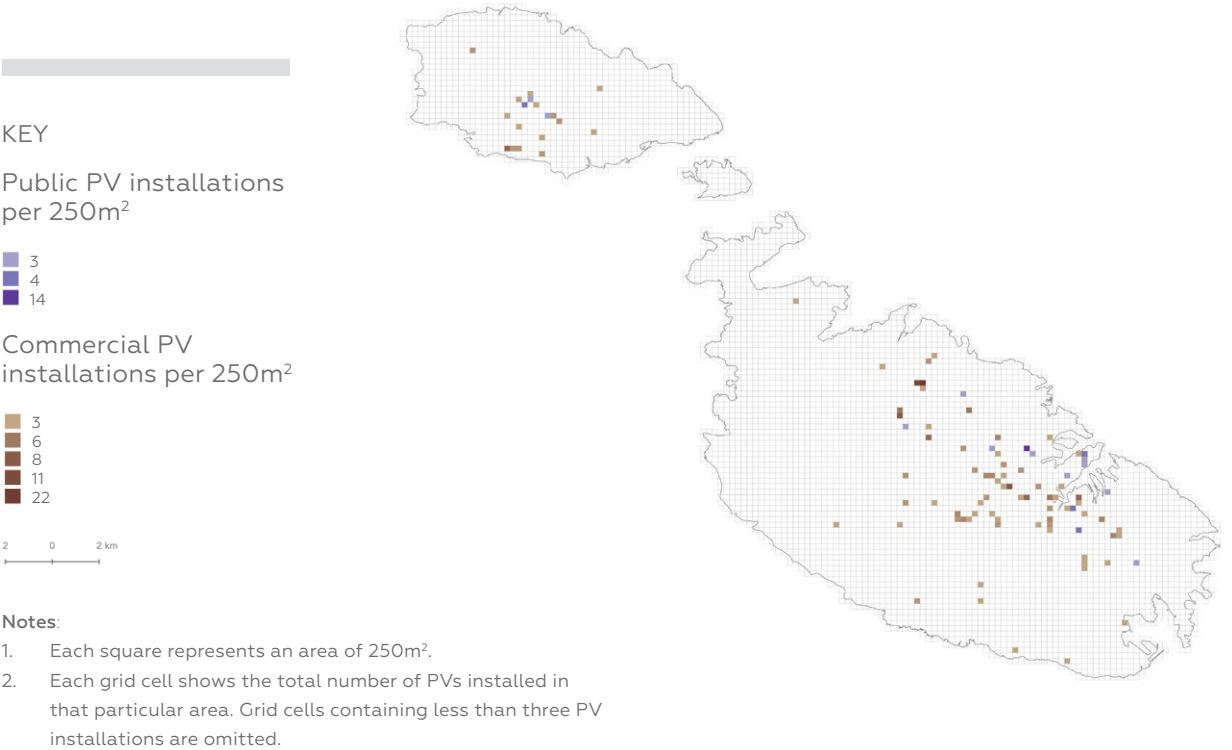 KEY
Public PV installations
per 250m²
3
4
14
Commercial PV
installations per 250m²
3
6
8
11
22
2 0 2 km
Notes:
1. Each square represents an area of 250m².
2. Each grid cell shows the total number of PVs installed in
that particular area. Grid cells containing less than three PV
installations are omitted.